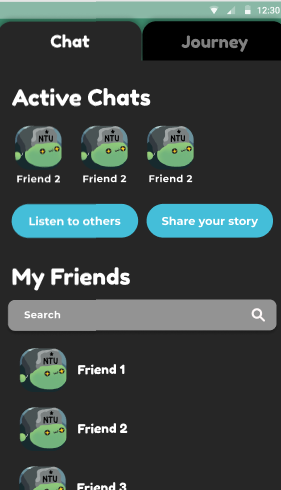 12:30
Chat Journey
Active Chats
NTU NTU NTU
Friend 2 Friend 2 Friend 2
Listen to others Share your story
My Friends
Search
NTU
Friend 1
NTU
Friend 2
NTU
Friend 3